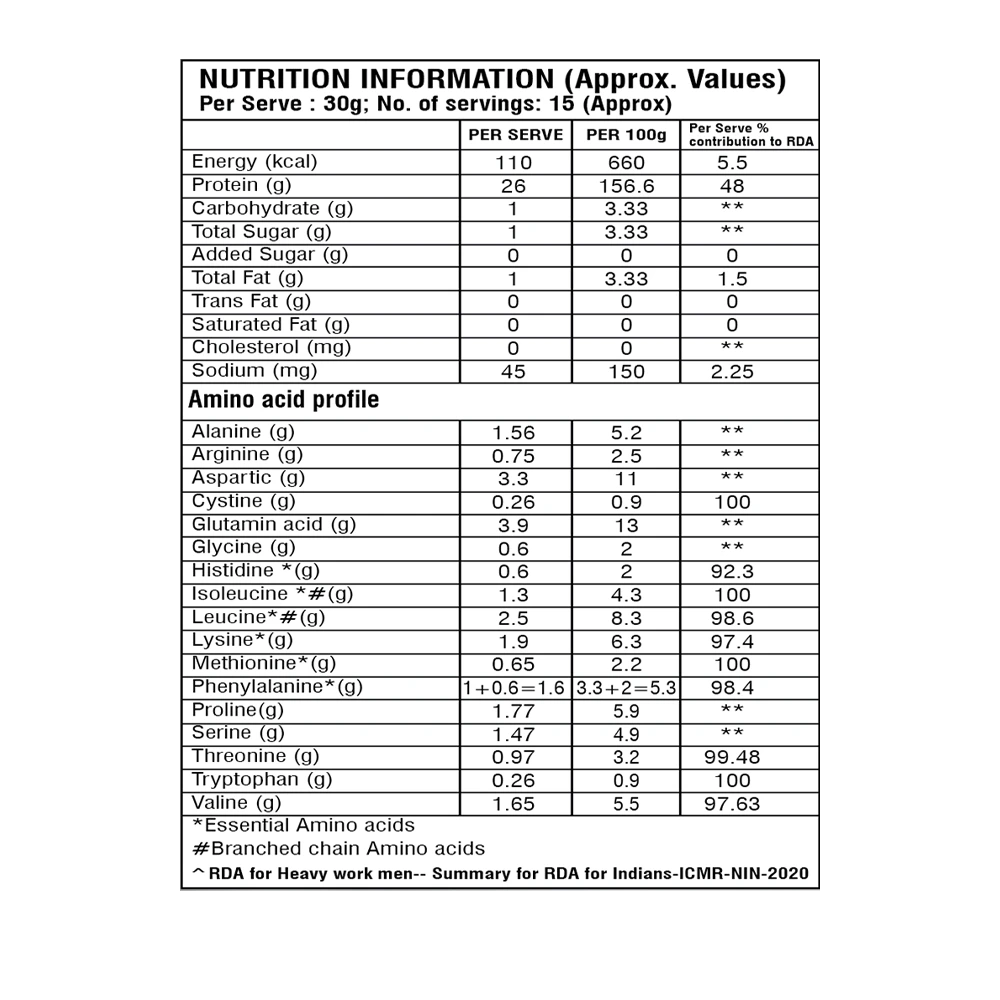 NUTRITION INFORMATION (Approx. Values)
Per Serve : 30g; No. of servings: 15 (Approx)
PER SERVE PER 100g Per Serve % contribution to RDA
Energy (kcal) 110 660 5.5
Protein (g) 26 156.6 48
Carbohydrate (g) 1 3.33 **
Total Sugar (g) 1 3.33 **
Added Sugar (g) 0 0 0
Total Fat (g) 1 3.33 1.5
Trans Fat (g) 0 0 0
Saturated Fat (g) 0 0 0
Cholesterol (mg) 0 0 **
Sodium (mg) 45 150 2.25
Amino acid profile
Alanine (g) 1.56 5.2 **
Arginine (g) 0.75 2.5 **
Aspartic (g) 3.3 11 **
Cystine (g) 0.26 0.9 100
Glutamin acid (g) 3.9 13 **
Glycine (g) 0.6 2 **
Histidine *(g) 0.6 2 92.3
Isoleucine *#(g) 1.3 4.3 100
Leucine*#(g) 2.5 8.3 98.6
Lysine*(g) 1.9 6.3 97.4
Methionine*(g) 0.65 2.2 100
Phenylalanine*(g) 1+0.6=1.6 3.3+2=5.3 98.4
Proline(g) 1.77 5.9 **
Serine (g) 1.47 4.9 **
Threonine (g) 0.97 3.2 99.48
Tryptophan (g) 0.26 0.9 100
Valine (g) 1.65 5.5 97.63
*Essential Amino acids
#Branched chain Amino acids
^ RDA for Heavy work men-- Summary for RDA for Indians-ICMR-NIN-2020